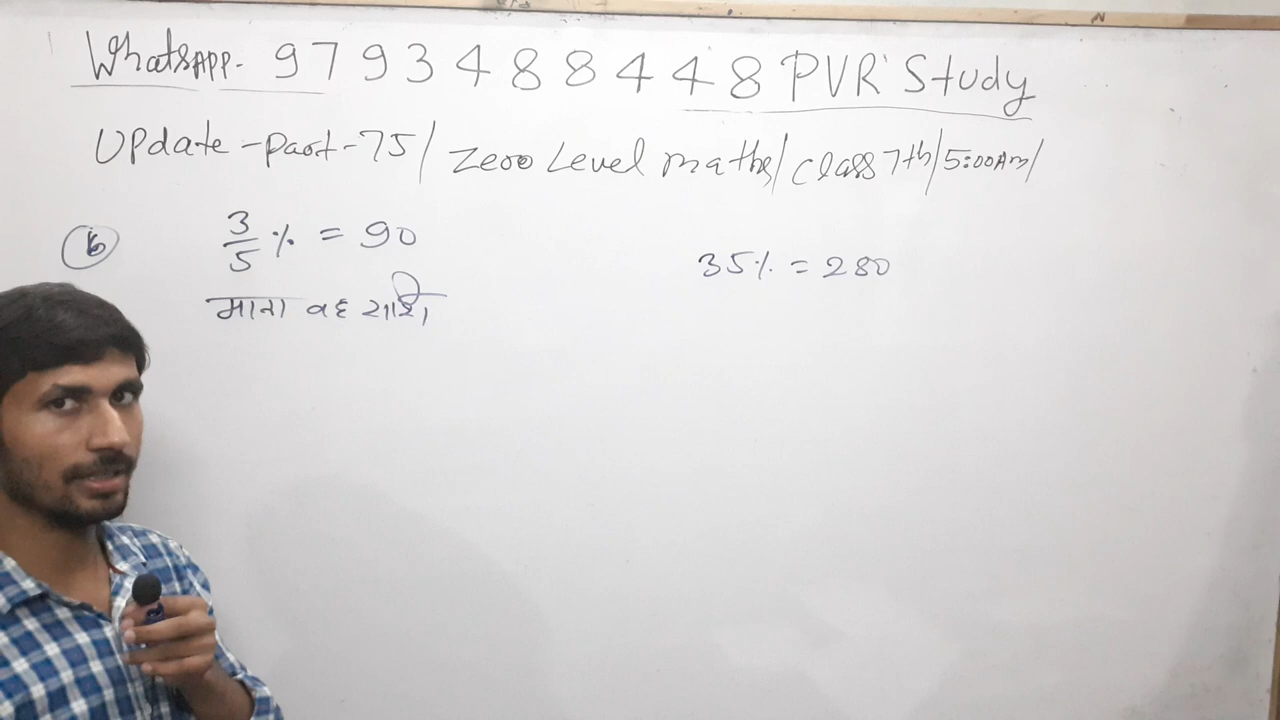 WhatsAPP. 9793488448 PVR Study
Update - Part - 75 / Zero Level maths / Class 7th / 5:00Am /
6 3/5 % = 90
35% = 280
माना वह राशि